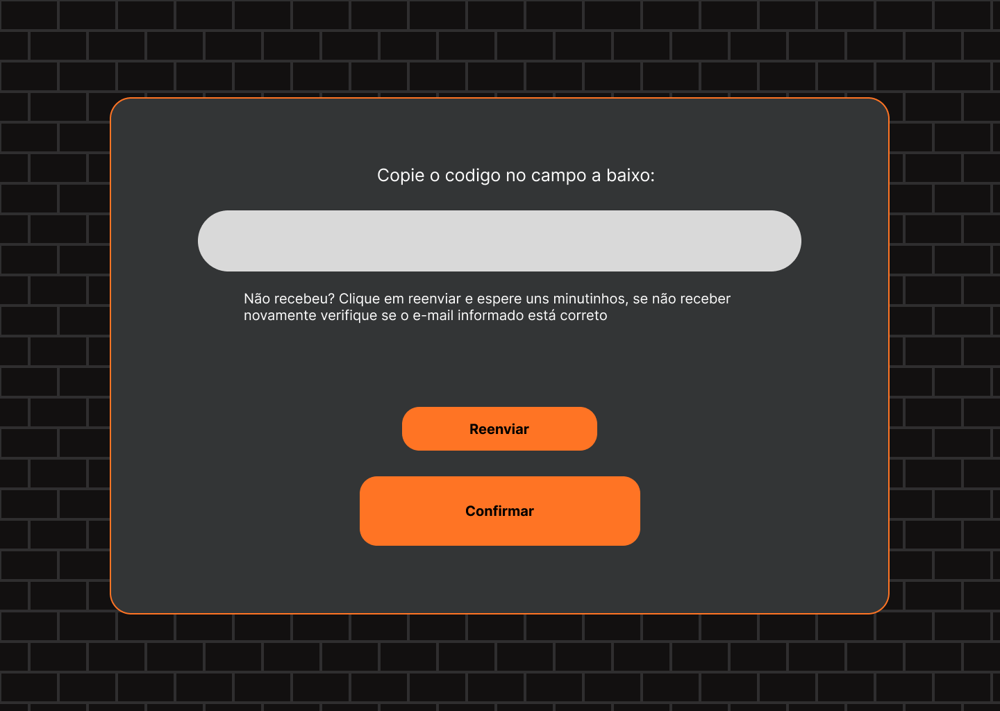 Copie o codigo no campo a baixo:
Não recebeu? Clique em reenviar e espere uns minutinhos, se não receber
novamente verifique se o e-mail informado está correto
Reenviar
Confirmar